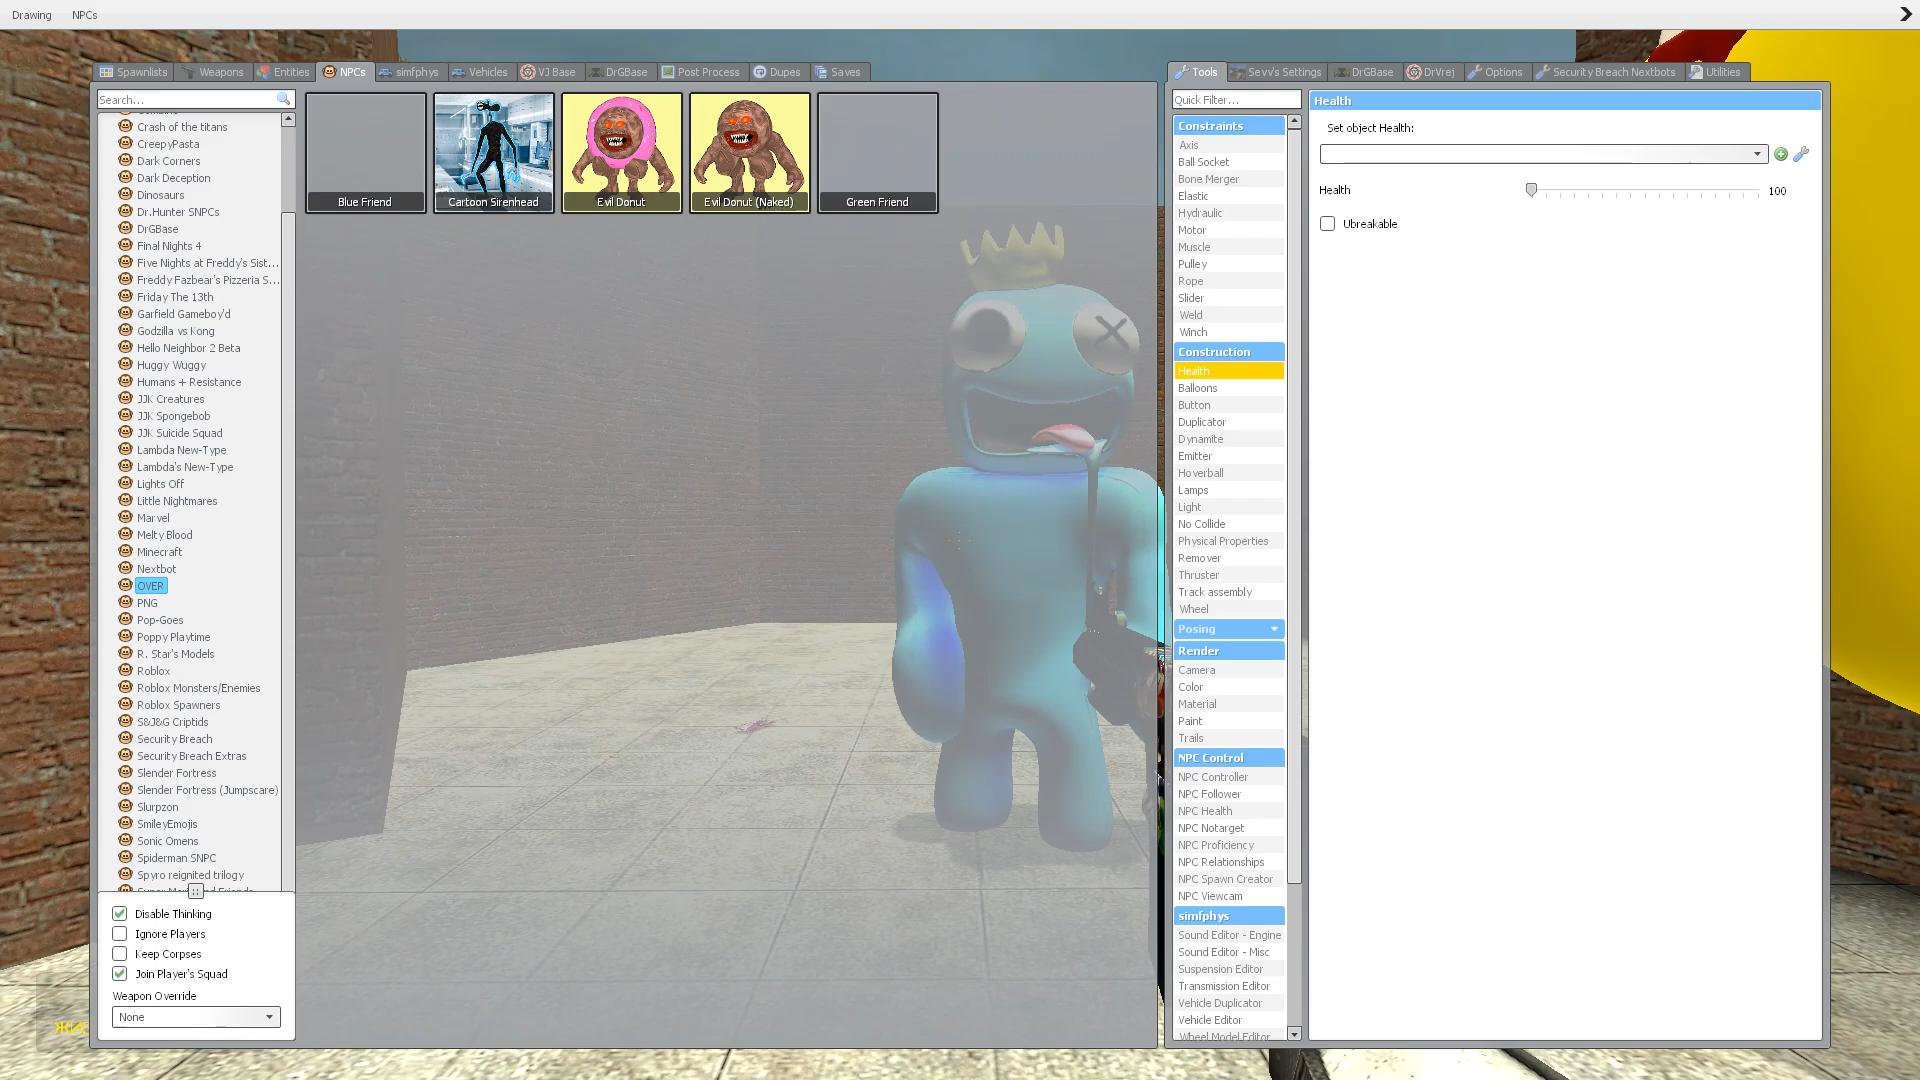 Drawing NPCs
Spawnlists Weapons Entities NPCs simfphys Vehicles VJ Base DrGBase Post Process Dupes Saves
Search...
Crash of the titans
CreepyPasta
Dark Corners
Dark Deception
Dinosaurs
Dr.Hunter SNPCs
DrGBase
Final Nights 4
Five Nights at Freddy's Sist...
Freddy Fazbear's Pizzeria S...
Friday The 13th
Garfield Gameboy'd
Godzilla vs Kong
Hello Neighbor 2 Beta
Huggy Wuggy
Humans + Resistance
JJK Creatures
JJK Spongebob
JJK Suicide Squad
Lambda New-Type
Lambda's New-Type
Lights Off
Little Nightmares
Marvel
Melty Blood
Minecraft
Nextbot
OVER
PNG
Pop-Goes
Poppy Playtime
R. Star's Models
Roblox
Roblox Monsters/Enemies
Roblox Spawners
S&J&G Criptids
Security Breach
Security Breach Extras
Slender Fortress
Slender Fortress (Jumpscare)
Slurpzon
SmileyEmojis
Sonic Omens
Spiderman SNPC
Spyro reignited trilogy
Disable Thinking
Ignore Players
Keep Corpses
Join Player's Squad
Weapon Override
None
Blue Friend
Cartoon Sirenhead
Evil Donut
Evil Donut (Naked)
Green Friend
Tools Sevv's Settings DrGBase DrVrej Options Security Breach Nextbots Utilities
Quick Filter...
Constraints
Axis
Ball Socket
Bone Merger
Elastic
Hydraulic
Motor
Muscle
Pulley
Rope
Slider
Weld
Winch
Construction
Health
Balloons
Button
Duplicator
Dynamite
Emitter
Hoverball
Lamps
Light
No Collide
Physical Properties
Remover
Thruster
Track assembly
Wheel
Posing
Render
Camera
Color
Material
Paint
Trails
NPC Control
NPC Controller
NPC Follower
NPC Health
NPC Notarget
NPC Proficiency
NPC Relationships
NPC Spawn Creator
NPC Viewcam
simfphys
Sound Editor - Engine
Sound Editor - Misc
Suspension Editor
Transmission Editor
Vehicle Duplicator
Vehicle Editor
Wheel Model Editor
Health
Set object Health:
Health 100
Ubreakable